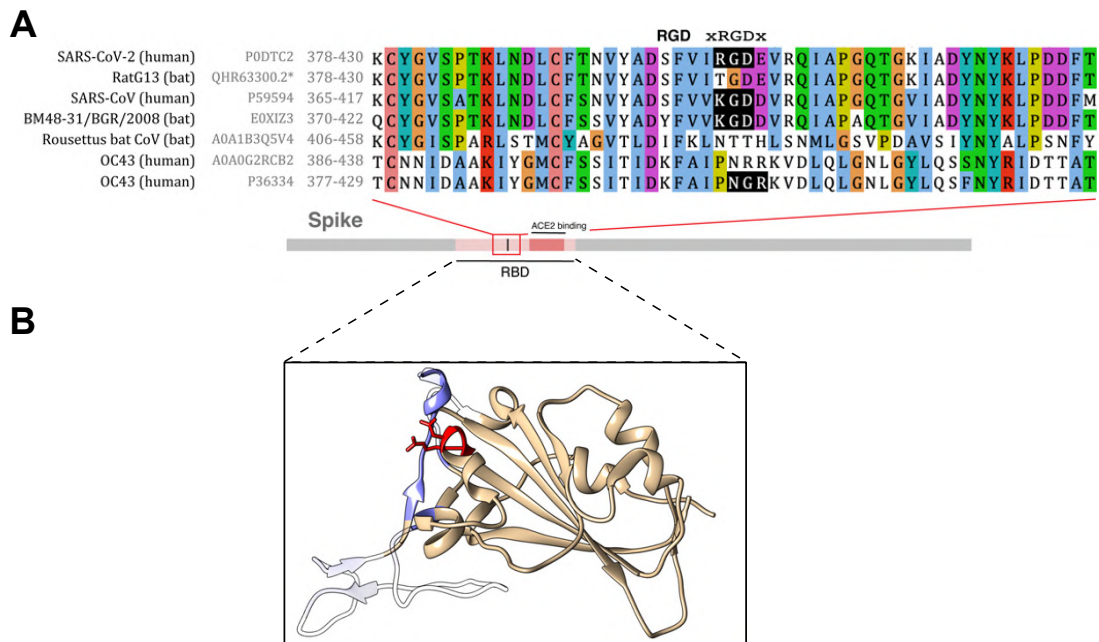 A
RGD xRGDx
SARS-CoV-2 (human) P0DTC2 378-430 KCYGVSPTKLNDLCFTNVYADSFVIRGDEVRQIAPGQTGKIADYNYKLPDDFT
RatG13 (bat) QHR63300.2* 378-430 KCYGVSPTKLNDLCFTNVYADSFVITGDEVRQIAPGQTGKIADYNYKLPDDFT
SARS-CoV (human) P59594 365-417 KCYGVSATKLNDLCFSNVYADSFVVKGDDVRQIAPGQTGVIADYNYKLPDDFM
BM48-31/BGR/2008 (bat) E0XIZ3 370-422 QCYGVSPTKLNDLCFSSVYADYFVVKGDDVRQIAPAQTGVIADYNYKLPDDFT
Rousettus bat CoV (bat) A0A1B3Q5V4 406-458 KCYGISPARLSTMCYAGVTLDIFKLNTTHLSNMLGSVPDAVSIYNYALPSNFY
OC43 (human) A0A0G2RCB2 386-438 TCNNIDAAKIYGMCFSSITIDKFAIPNRRKVDLQLGNLGYLQSSNYRIDTTAT
OC43 (human) P36334 377-429 TCNNIDAAKIYGMCFSSITIDKFAIPNGRKVDLQLGNLGYLQSFNYRIDTTAT
Spike
ACE2 binding
RBD
B